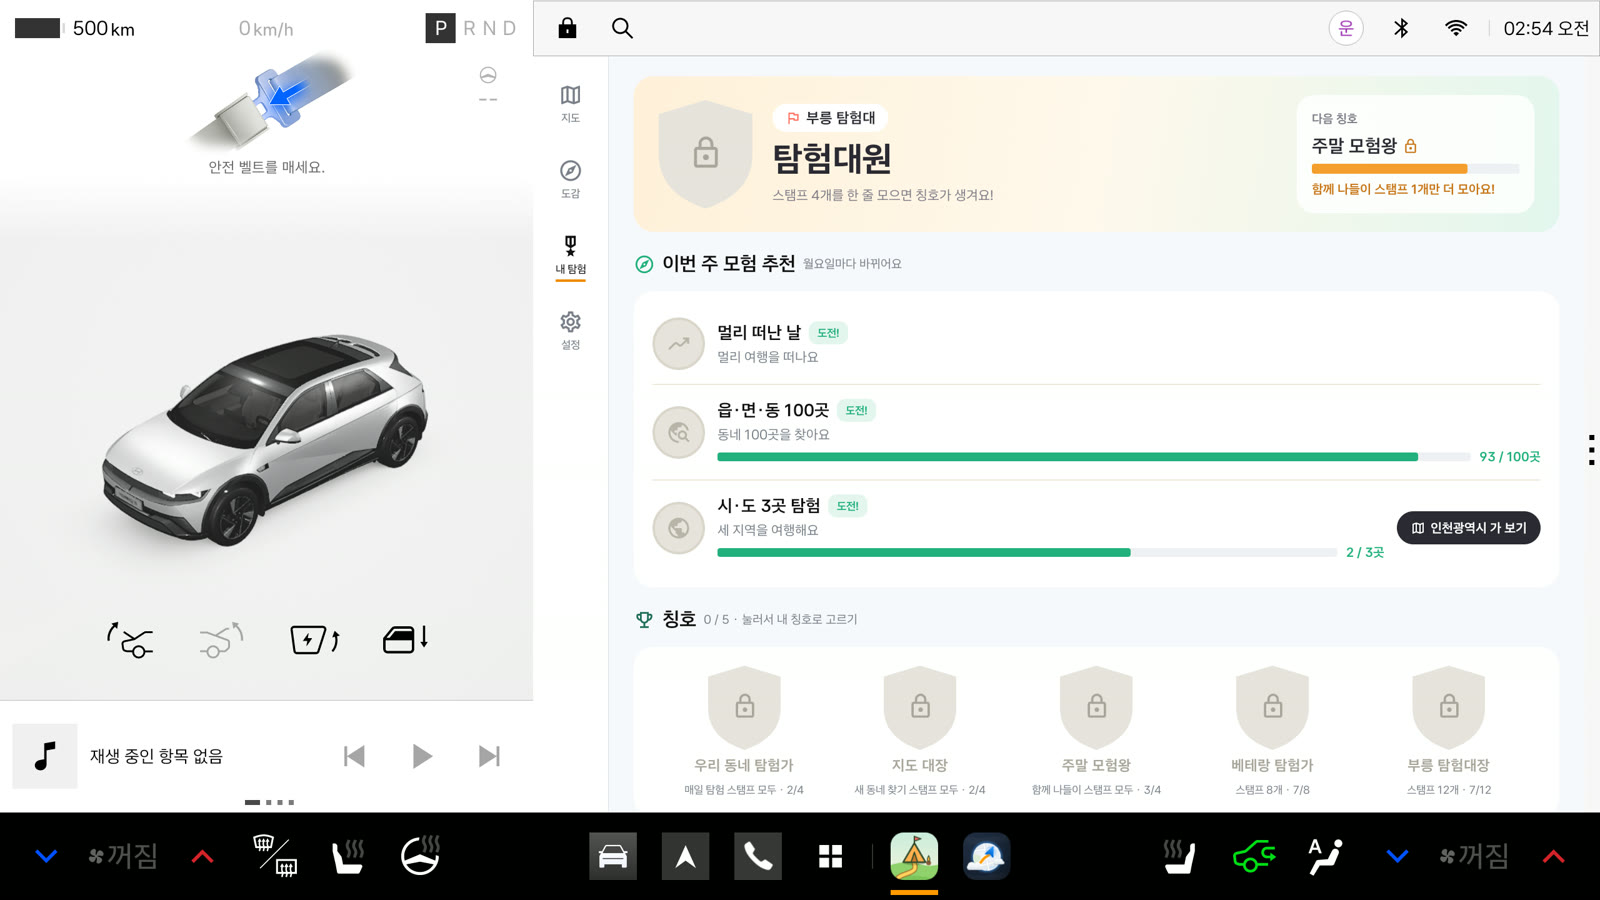 500 km
0 km/h
P R N D
02:54 오전
운
안전 벨트를 매세요.
--
지도
도감
내 탐험
설정
부릉 탐험대
탐험대원
스탬프 4개를 한 줄 모으면 칭호가 생겨요!
다음 칭호
주말 모험왕
함께 나들이 스탬프 1개만 더 모아요!
이번 주 모험 추천 월요일마다 바뀌어요
멀리 떠난 날 도전!
멀리 여행을 떠나요
읍·면·동 100곳 도전!
동네 100곳을 찾아요
93 / 100곳
시·도 3곳 탐험 도전!
세 지역을 여행해요
2 / 3곳
인천광역시 가 보기
칭호 0 / 5 · 눌러서 내 칭호로 고르기
우리 동네 탐험가
매일 탐험 스탬프 모두 · 2/4
지도 대장
새 동네 찾기 스탬프 모두 · 2/4
주말 모험왕
함께 나들이 스탬프 모두 · 3/4
베테랑 탐험가
스탬프 8개 · 7/8
부릉 탐험대장
스탬프 12개 · 7/12
재생 중인 항목 없음
꺼짐
A
꺼짐